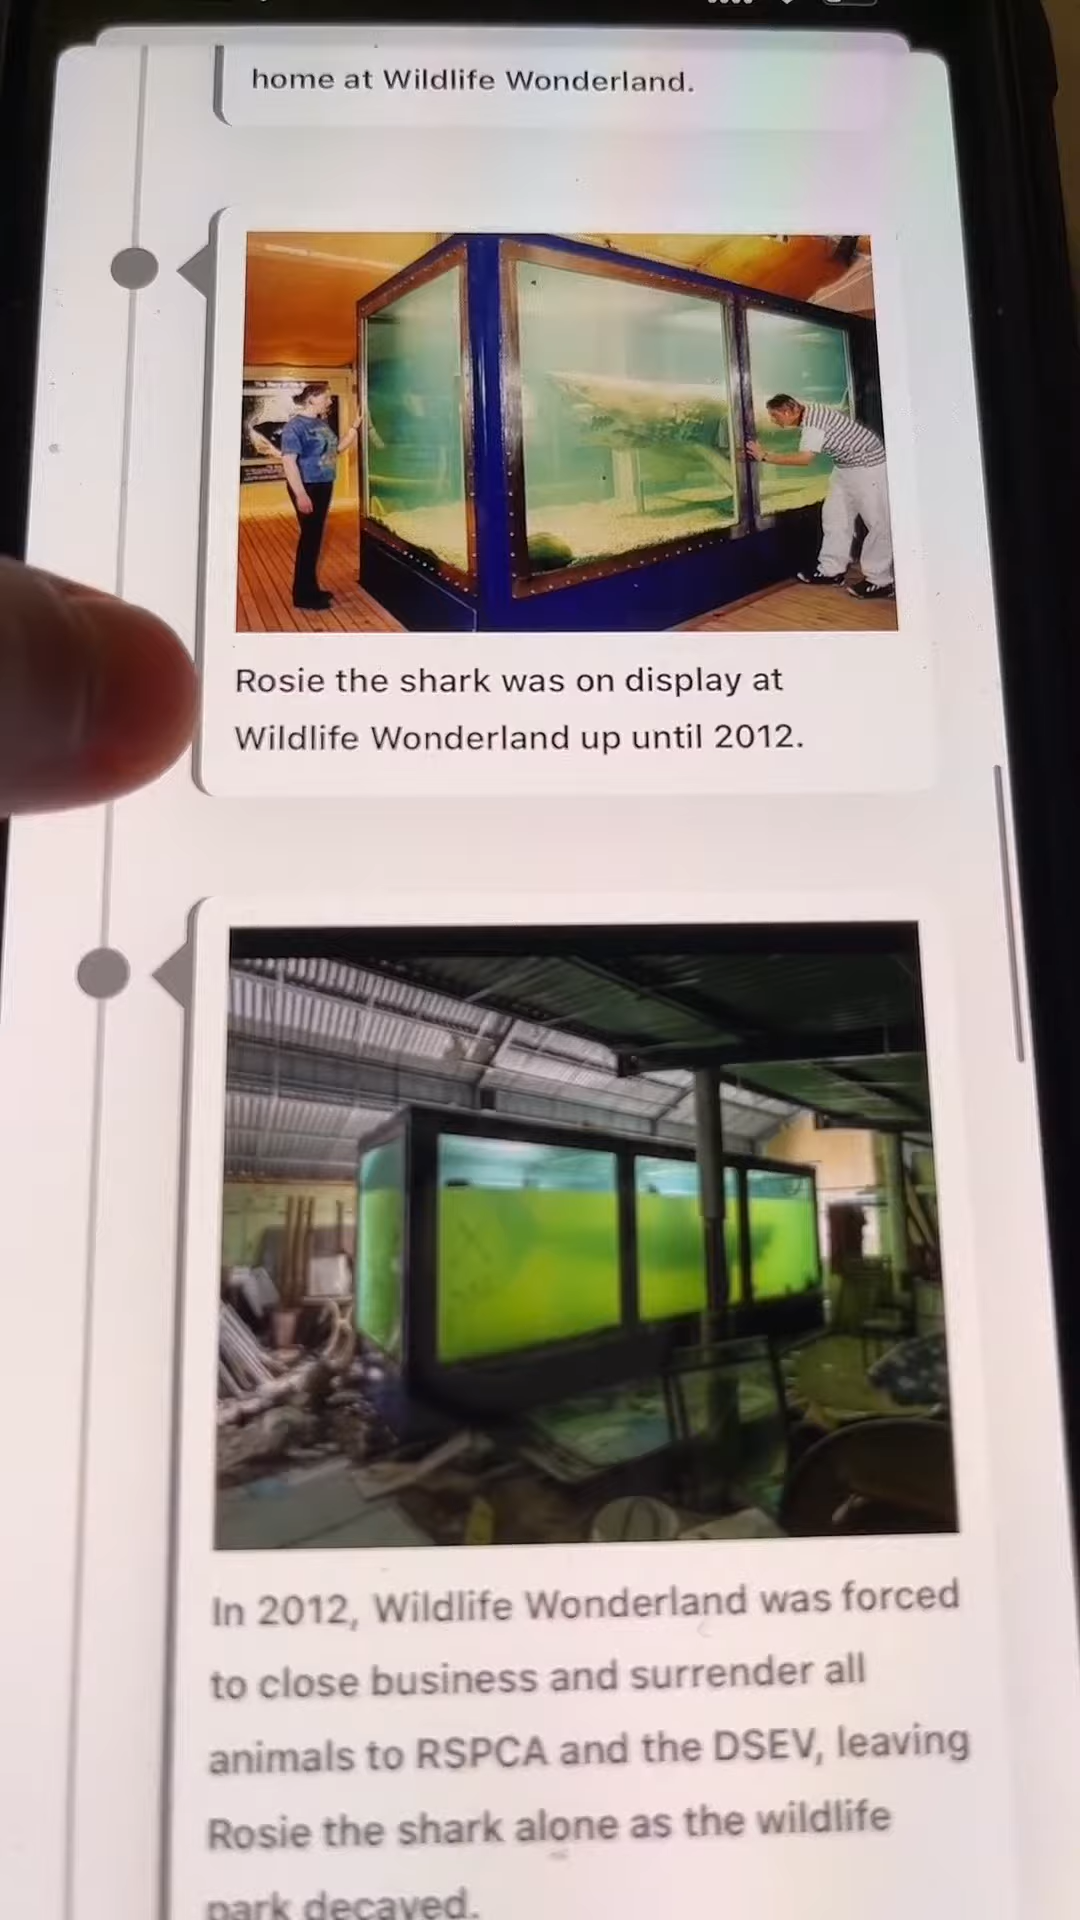 home at Wildlife Wonderland.
Rosie the shark was on display at
Wildlife Wonderland up until 2012.
In 2012, Wildlife Wonderland was forced
to close business and surrender all
animals to RSPCA and the DSEV, leaving
Rosie the shark alone as the wildlife
park decayed.